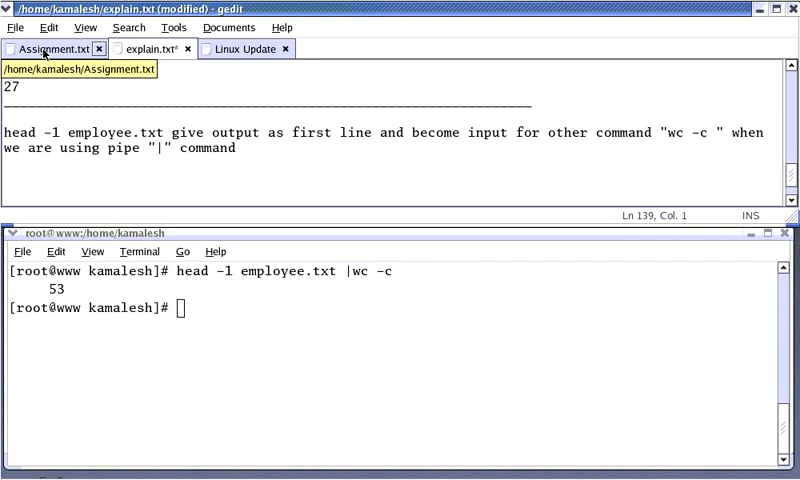 /home/kamalesh/explain.txt (modified) - gedit
File Edit View Search Tools Documents Help
Assignment.txt explain.txt* Linux Update
/home/kamalesh/Assignment.txt
27
head -1 employee.txt give output as first line and become input for other command "wc -c " when
we are using pipe "|" command
Ln 139, Col. 1 INS
root@www:/home/kamalesh
File Edit View Terminal Go Help
[root@www kamalesh]# head -1 employee.txt |wc -c
53
[root@www kamalesh]#